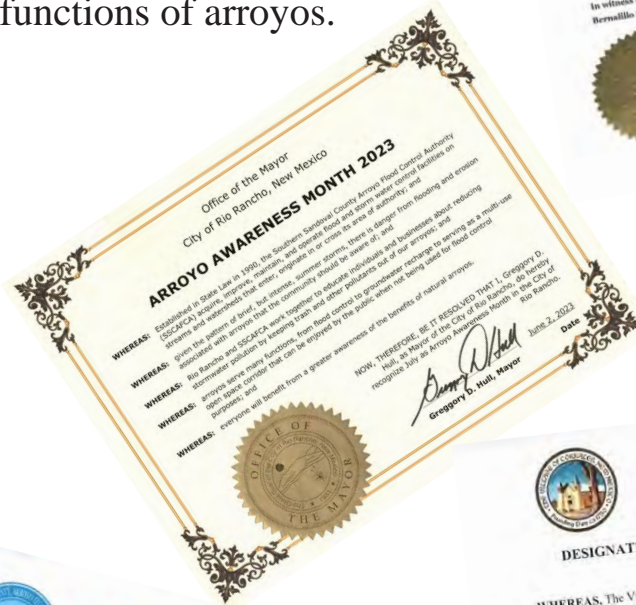 functions of arroyos.
In witness
Bernalillo
Office of the Mayor
City of Rio Rancho, New Mexico
ARROYO AWARENESS MONTH 2023
WHEREAS: Established in State Law in 1990, the Southern Sandoval County Arroyo Flood Control Authority
(SSCAFCA) acquire, improve, maintain, and operate flood and storm water control facilities on
streams and watersheds that enter, originate in or cross its area of authority; and
WHEREAS: given the pattern of brief, but intense, summer storms, there is danger from flooding and erosion
associated with arroyos that the community should be aware of; and
WHEREAS: Rio Rancho and SSCAFCA work together to educate individuals and businesses about reducing
stormwater pollution by keeping trash and other pollutants out of our arroyos; and
WHEREAS: arroyos serve many functions, from flood control to groundwater recharge to serving as a multi-use
open space corridor that can be enjoyed by the public when not being used for flood control
purposes; and
WHEREAS: everyone will benefit from a greater awareness of the benefits of natural arroyos.
NOW, THEREFORE, BE IT RESOLVED THAT I, Greggory D.
Hull, as Mayor of the City of Rio Rancho, do hereby
recognize July as Arroyo Awareness Month in the City of
Rio Rancho.
Greggory D. Hull, Mayor
June 2, 2023
Date
OFFICE OF
THE MAYOR
DESIGNAT
WHEREAS, The V